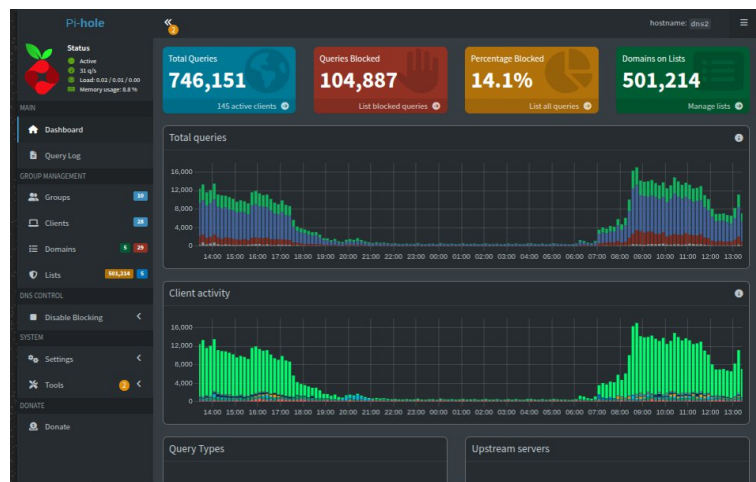 Pi-hole
hostname: dns2
2
Status
Active
31 q/s
Load: 0.02 / 0.01 / 0.00
Memory usage: 8.8 %
MAIN
Dashboard
Query Log
GROUP MANAGEMENT
Groups 10
Clients 28
Domains 5 29
Lists 501,214 5
DNS CONTROL
Disable Blocking
SYSTEM
Settings
Tools 2
DONATE
Donate
Total Queries
746,151
145 active clients
Queries Blocked
104,887
List blocked queries
Percentage Blocked
14.1%
List all queries
Domains on Lists
501,214
Manage lists
Total queries
16,000
12,000
8,000
4,000
0
14:00 15:00 16:00 17:00 18:00 19:00 20:00 21:00 22:00 23:00 00:00 01:00 02:00 03:00 04:00 05:00 06:00 07:00 08:00 09:00 10:00 11:00 12:00 13:00
Client activity
16,000
12,000
8,000
4,000
0
14:00 15:00 16:00 17:00 18:00 19:00 20:00 21:00 22:00 23:00 00:00 01:00 02:00 03:00 04:00 05:00 06:00 07:00 08:00 09:00 10:00 11:00 12:00 13:00
Query Types
Upstream servers